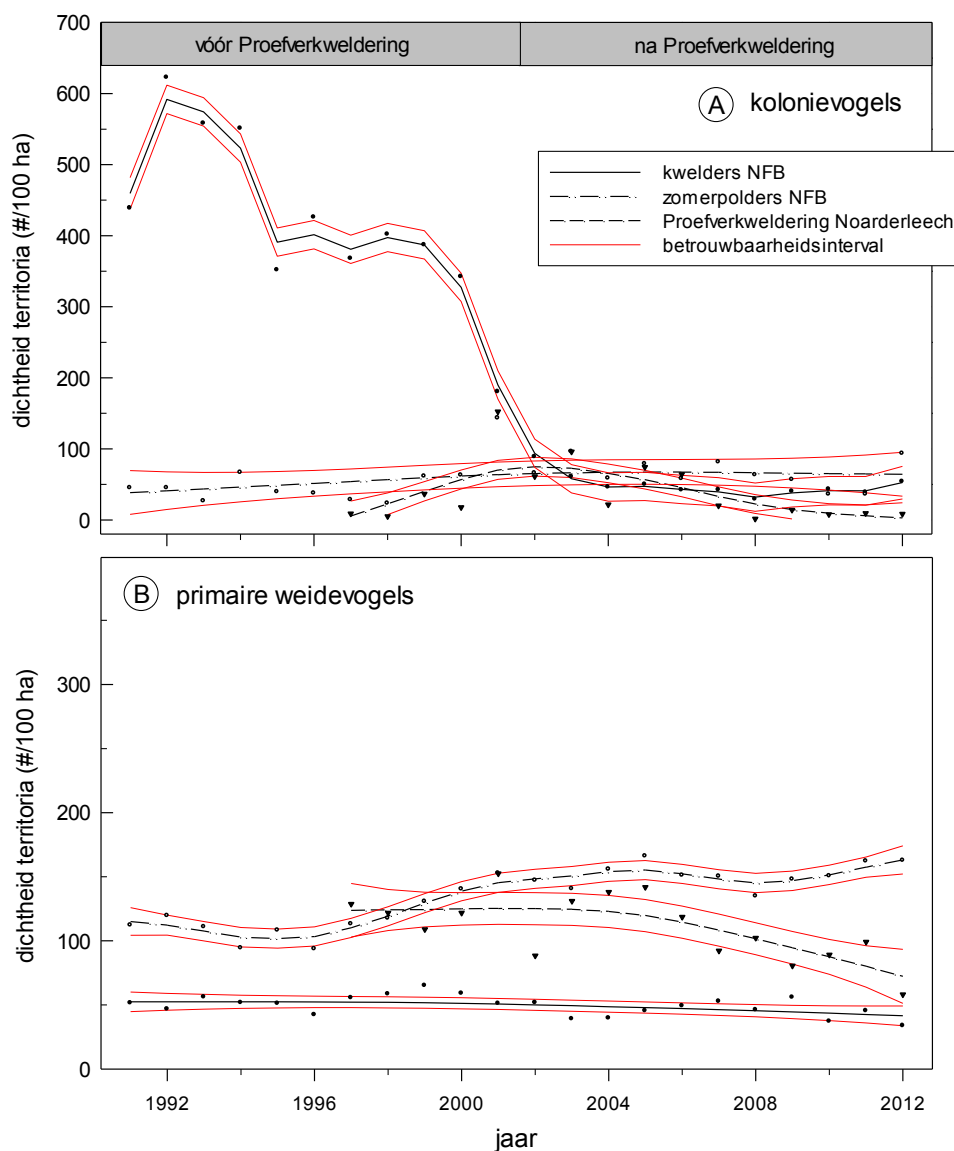 vóór Proefverkweldering
na Proefverkweldering
A kolonievogels
kwelders NFB
zomerpolders NFB
Proefverkweldering Noarderleech
betrouwbaarheidsinterval
dichtheid territoria (#/100 ha)
700
600
500
400
300
200
100
0
B primaire weidevogels
dichtheid territoria (#/100 ha)
300
200
100
0
1992 1996 2000 2004 2008 2012
jaar